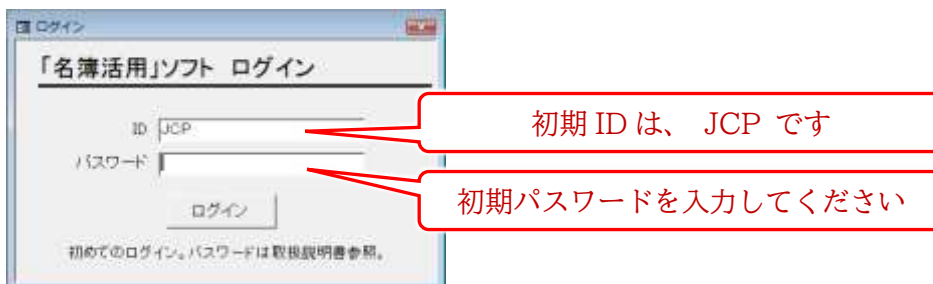 ログイン
「名簿活用」ソフト ログイン
ID JCP
初期 ID は、 JCP です
パスワード
初期パスワードを入力してください
ログイン
初めてのログイン。パスワードは取扱説明書参照。